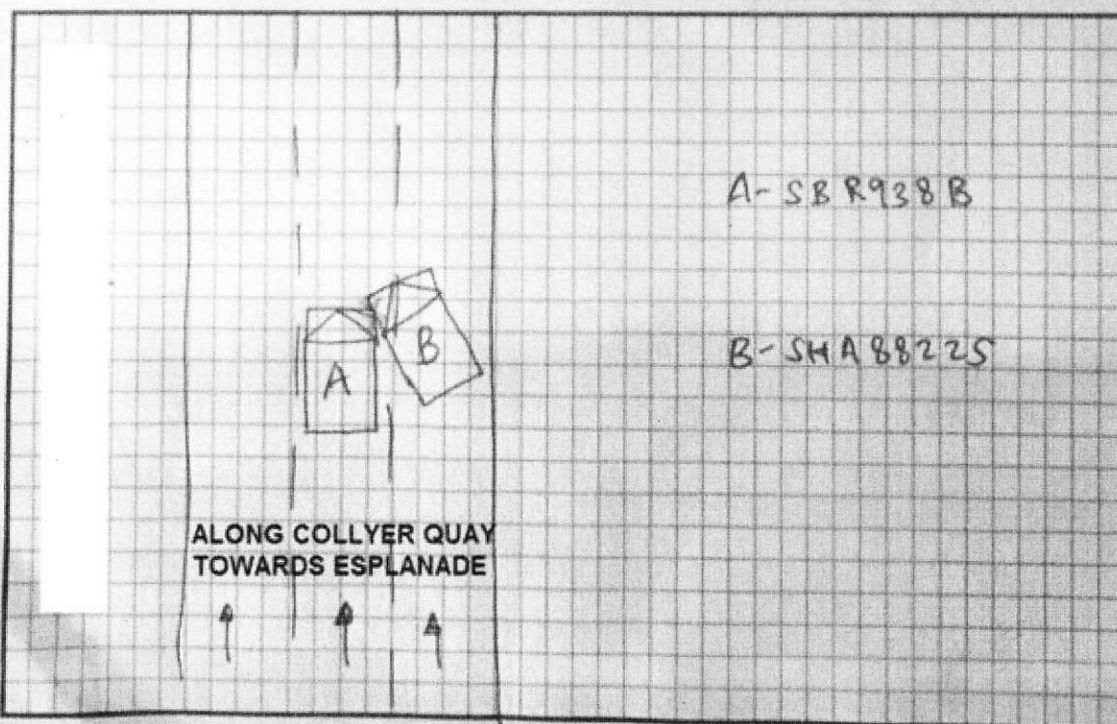 A- SBR938B
A
B
B- SHA8822S
ALONG COLLYER QUAY
TOWARDS ESPLANADE